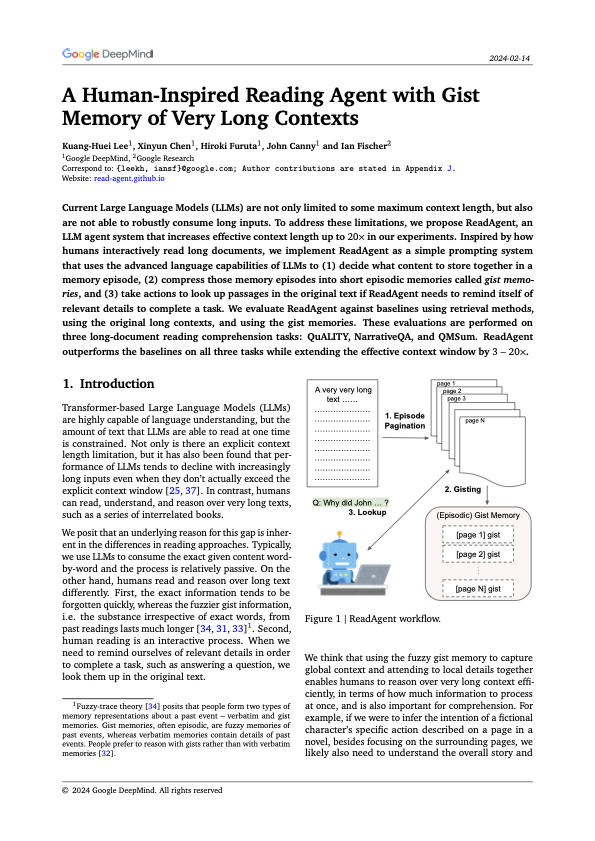 Google DeepMind
2024-02-14
A Human-Inspired Reading Agent with Gist
Memory of Very Long Contexts
Kuang-Huei Lee1, Xinyun Chen1, Hiroki Furuta1, John Canny1 and Ian Fischer2
1Google DeepMind, 2Google Research
Correspond to: {leekh, iansf}@google.com; Author contributions are stated in Appendix J.
Website: read-agent.github.io
Current Large Language Models (LLMs) are not only limited to some maximum context length, but also
are not able to robustly consume long inputs. To address these limitations, we propose ReadAgent, an
LLM agent system that increases effective context length up to 20× in our experiments. Inspired by how
humans interactively read long documents, we implement ReadAgent as a simple prompting system
that uses the advanced language capabilities of LLMs to (1) decide what content to store together in
a memory episode, (2) compress those memory episodes into short episodic memories called gist memo-
ries, and (3) take actions to look up passages in the original text if ReadAgent needs to remind itself of
relevant details to complete a task. We evaluate ReadAgent against baselines using retrieval methods,
using the original long contexts, and using the gist memories. These evaluations are performed on
three long-document reading comprehension tasks: QuALITY, NarrativeQA, and QMSum. ReadAgent
outperforms the baselines on all three tasks while extending the effective context window by 3 – 20×.
1. Introduction
Transformer-based Large Language Models (LLMs)
are highly capable of language understanding, but the
amount of text that LLMs are able to read at one time
is constrained. Not only is there an explicit context
length limitation, but it has also been found that per-
formance of LLMs tends to decline with increasingly
long inputs even when they don't actually exceed the
explicit context window [25, 37]. In contrast, humans
can read, understand, and reason over very long texts,
such as a series of interrelated books.
We posit that an underlying reason for this gap is inher-
ent in the differences in reading approaches. Typically,
we use LLMs to consume the exact given content word-
by-word and the process is relatively passive. On the
other hand, humans read and reason over long text
differently. First, the exact information tends to be
forgotten quickly, whereas the fuzzier gist information,
i.e. the substance irrespective of exact words, from
past readings lasts much longer [34, 31, 33]1. Second,
human reading is an interactive process. When we
need to remind ourselves of relevant details in order
to complete a task, such as answering a question, we
look them up in the original text.
1Fuzzy-trace theory [34] posits that people form two types of
memory representations about a past event – verbatim and gist
memories. Gist memories, often episodic, are fuzzy memories of
past events, whereas verbatim memories contain details of past
events. People prefer to reason with gists rather than with verbatim
memories [32].
A very very long
text ......
page 1
page 2
page 3
page N
1. Episode
Pagination
2. Gisting
Q: Why did John ... ?
3. Lookup
(Episodic) Gist Memory
[page 1] gist
[page 2] gist
[page N] gist
Figure 1 | ReadAgent workflow.
We think that using the fuzzy gist memory to capture
global context and attending to local details together
enables humans to reason over very long context effi-
ciently, in terms of how much information to process
at once, and is also important for comprehension. For
example, if we were to infer the intention of a fictional
character's specific action described on a page in a
novel, besides focusing on the surrounding pages, we
likely also need to understand the overall story and
© 2024 Google DeepMind. All rights reserved